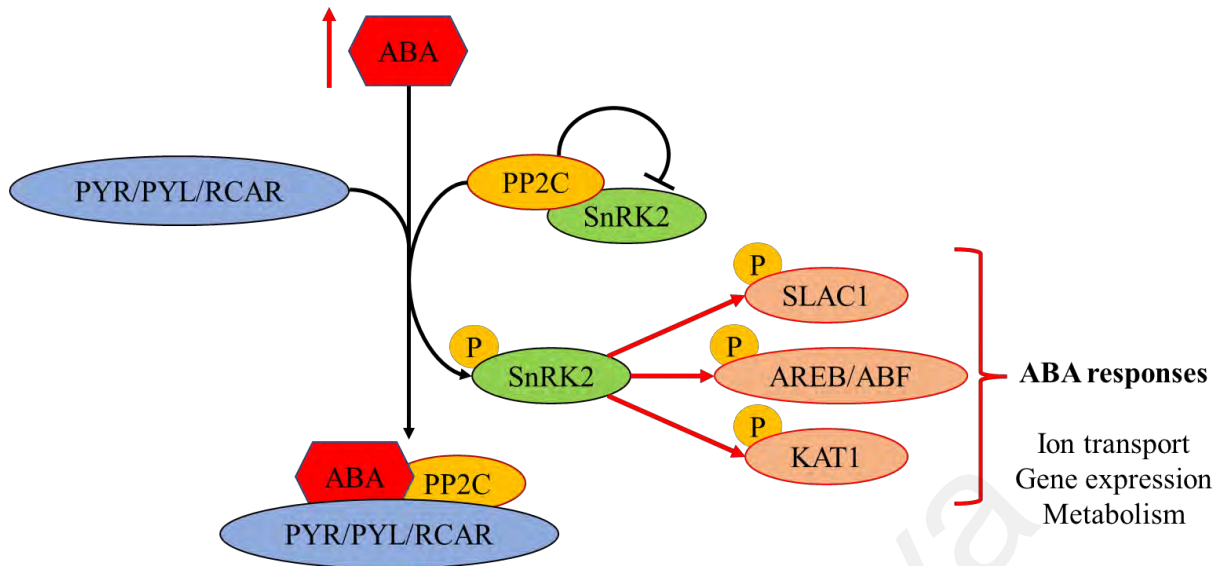 ABA
PYR/PYL/RCAR
PP2C
SnRK2
P
SLAC1
P
SnRK2
P
AREB/ABF
P
KAT1
ABA responses
Ion transport
Gene expression
Metabolism
ABA
PP2C
PYR/PYL/RCAR